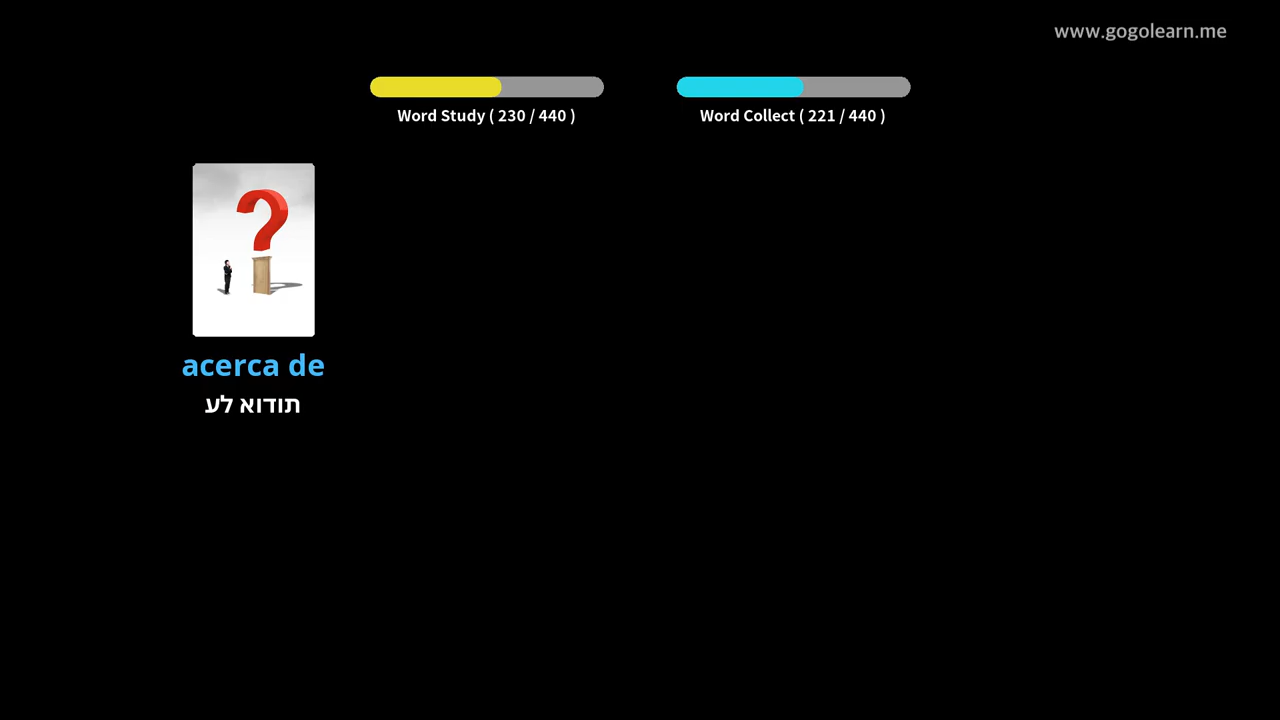 www.gogolearn.me
Word Study ( 230 / 440 )
Word Collect ( 221 / 440 )
acerca de
תודוא לע